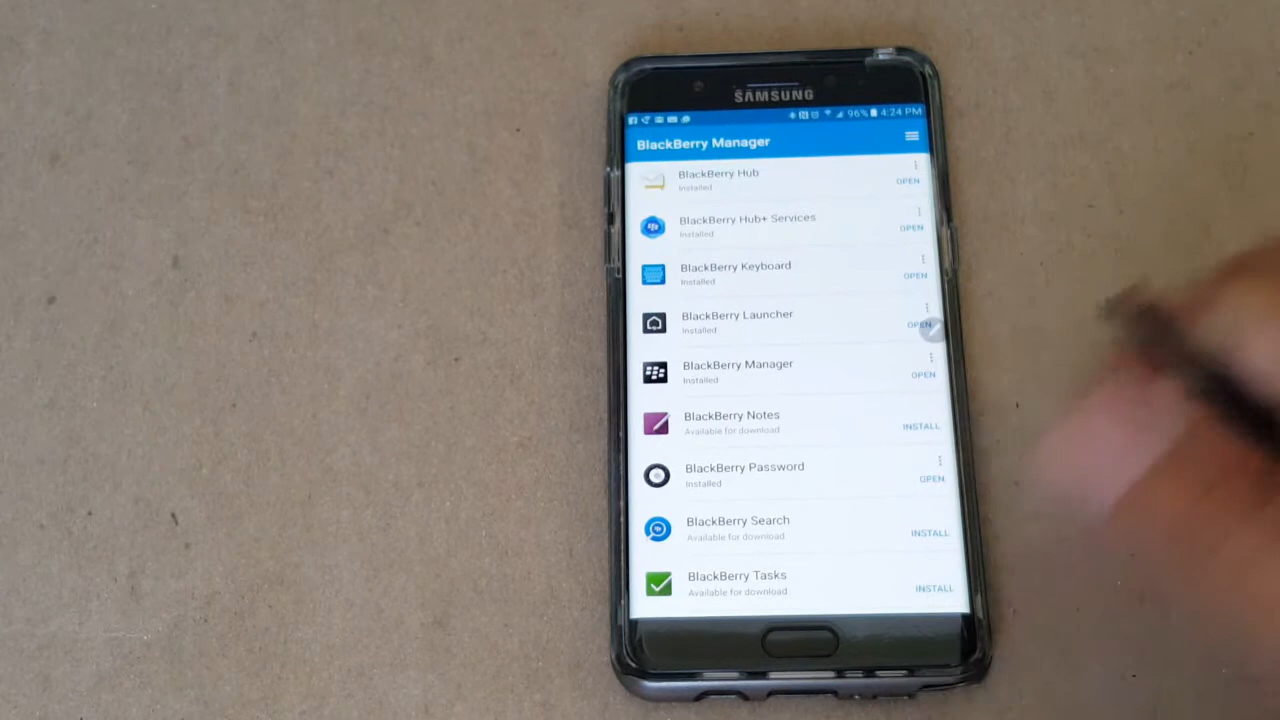 SAMSUNG
96% 4:24 PM
BlackBerry Manager
BlackBerry Hub
Installed
OPEN
BlackBerry Hub+ Services
Installed
OPEN
BlackBerry Keyboard
Installed
OPEN
BlackBerry Launcher
Installed
OPEN
BlackBerry Manager
Installed
OPEN
BlackBerry Notes
Available for download
INSTALL
BlackBerry Password
Installed
OPEN
BlackBerry Search
Available for download
INSTALL
BlackBerry Tasks
Available for download
INSTALL